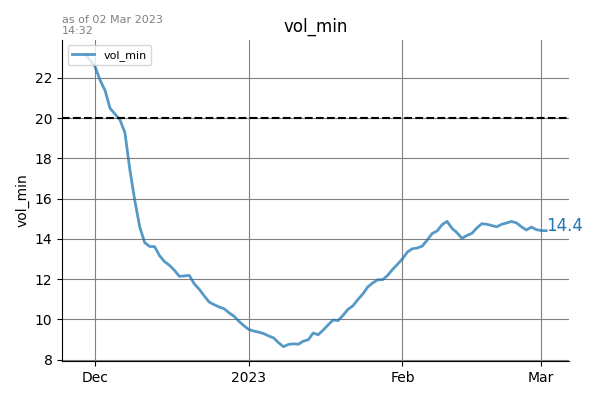 as of 02 Mar 2023
14:32
vol_min
vol_min
22
20
18
16
14
12
10
8
vol_min
14.4
Dec
2023
Feb
Mar